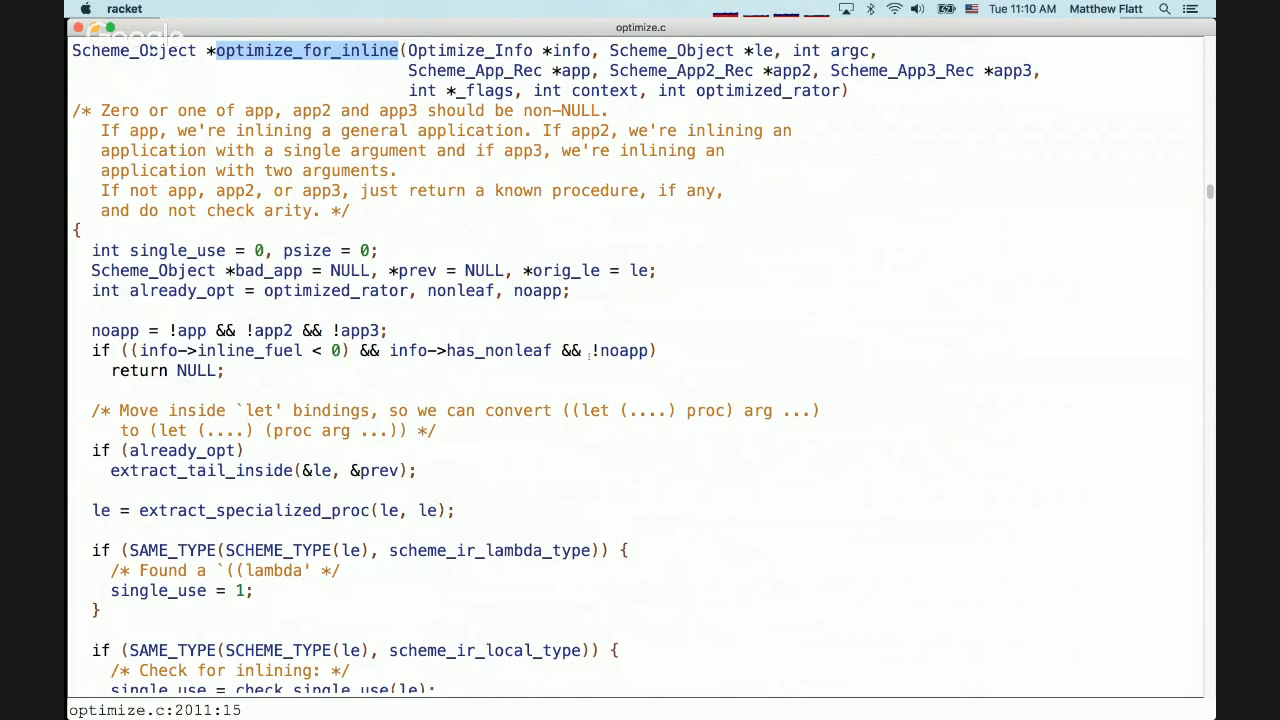 racket Tue 11:10 AM Matthew Flatt
Google
optimize.c
Scheme_Object *optimize_for_inline(Optimize_Info *info, Scheme_Object *le, int argc,
Scheme_App_Rec *app, Scheme_App2_Rec *app2, Scheme_App3_Rec *app3,
int *_flags, int context, int optimized_rator)
/* Zero or one of app, app2 and app3 should be non-NULL.
If app, we're inlining a general application. If app2, we're inlining an
application with a single argument and if app3, we're inlining an
application with two arguments.
If not app, app2, or app3, just return a known procedure, if any,
and do not check arity. */
{
int single_use = 0, psize = 0;
Scheme_Object *bad_app = NULL, *prev = NULL, *orig_le = le;
int already_opt = optimized_rator, nonleaf, noapp;
noapp = !app && !app2 && !app3;
if ((info->inline_fuel < 0) && info->has_nonleaf && !noapp)
return NULL;
/* Move inside `let' bindings, so we can convert ((let (....) proc) arg ...)
to (let (....) (proc arg ...)) */
if (already_opt)
extract_tail_inside(&le, &prev);
le = extract_specialized_proc(le, le);
if (SAME_TYPE(SCHEME_TYPE(le), scheme_ir_lambda_type)) {
/* Found a `((lambda' */
single_use = 1;
}
if (SAME_TYPE(SCHEME_TYPE(le), scheme_ir_local_type)) {
/* Check for inlining: */
single_use = check_single_use(le);
optimize.c:2011:15